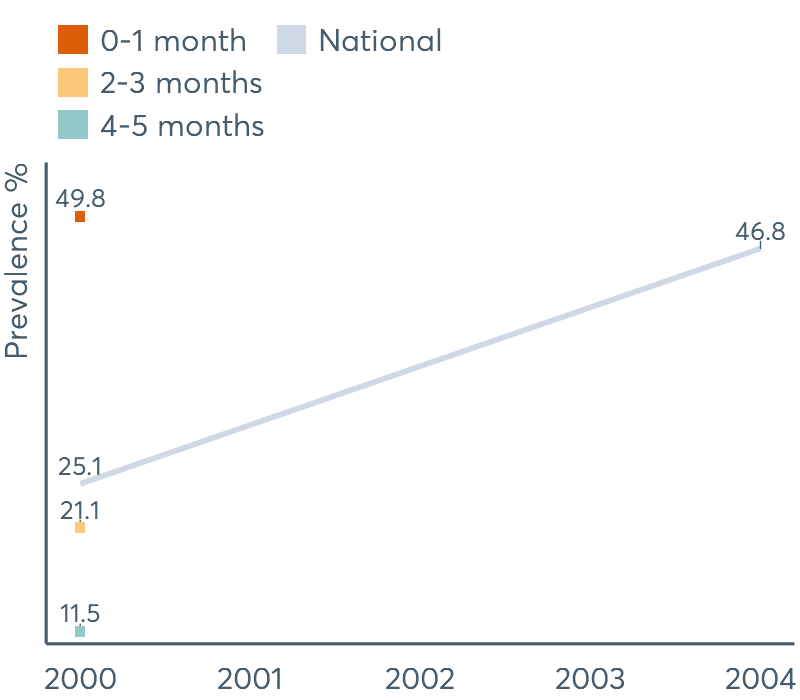 0-1 month National
2-3 months
4-5 months
Prevalence %
49.8
46.8
25.1
21.1
11.5
2000 2001 2002 2003 2004